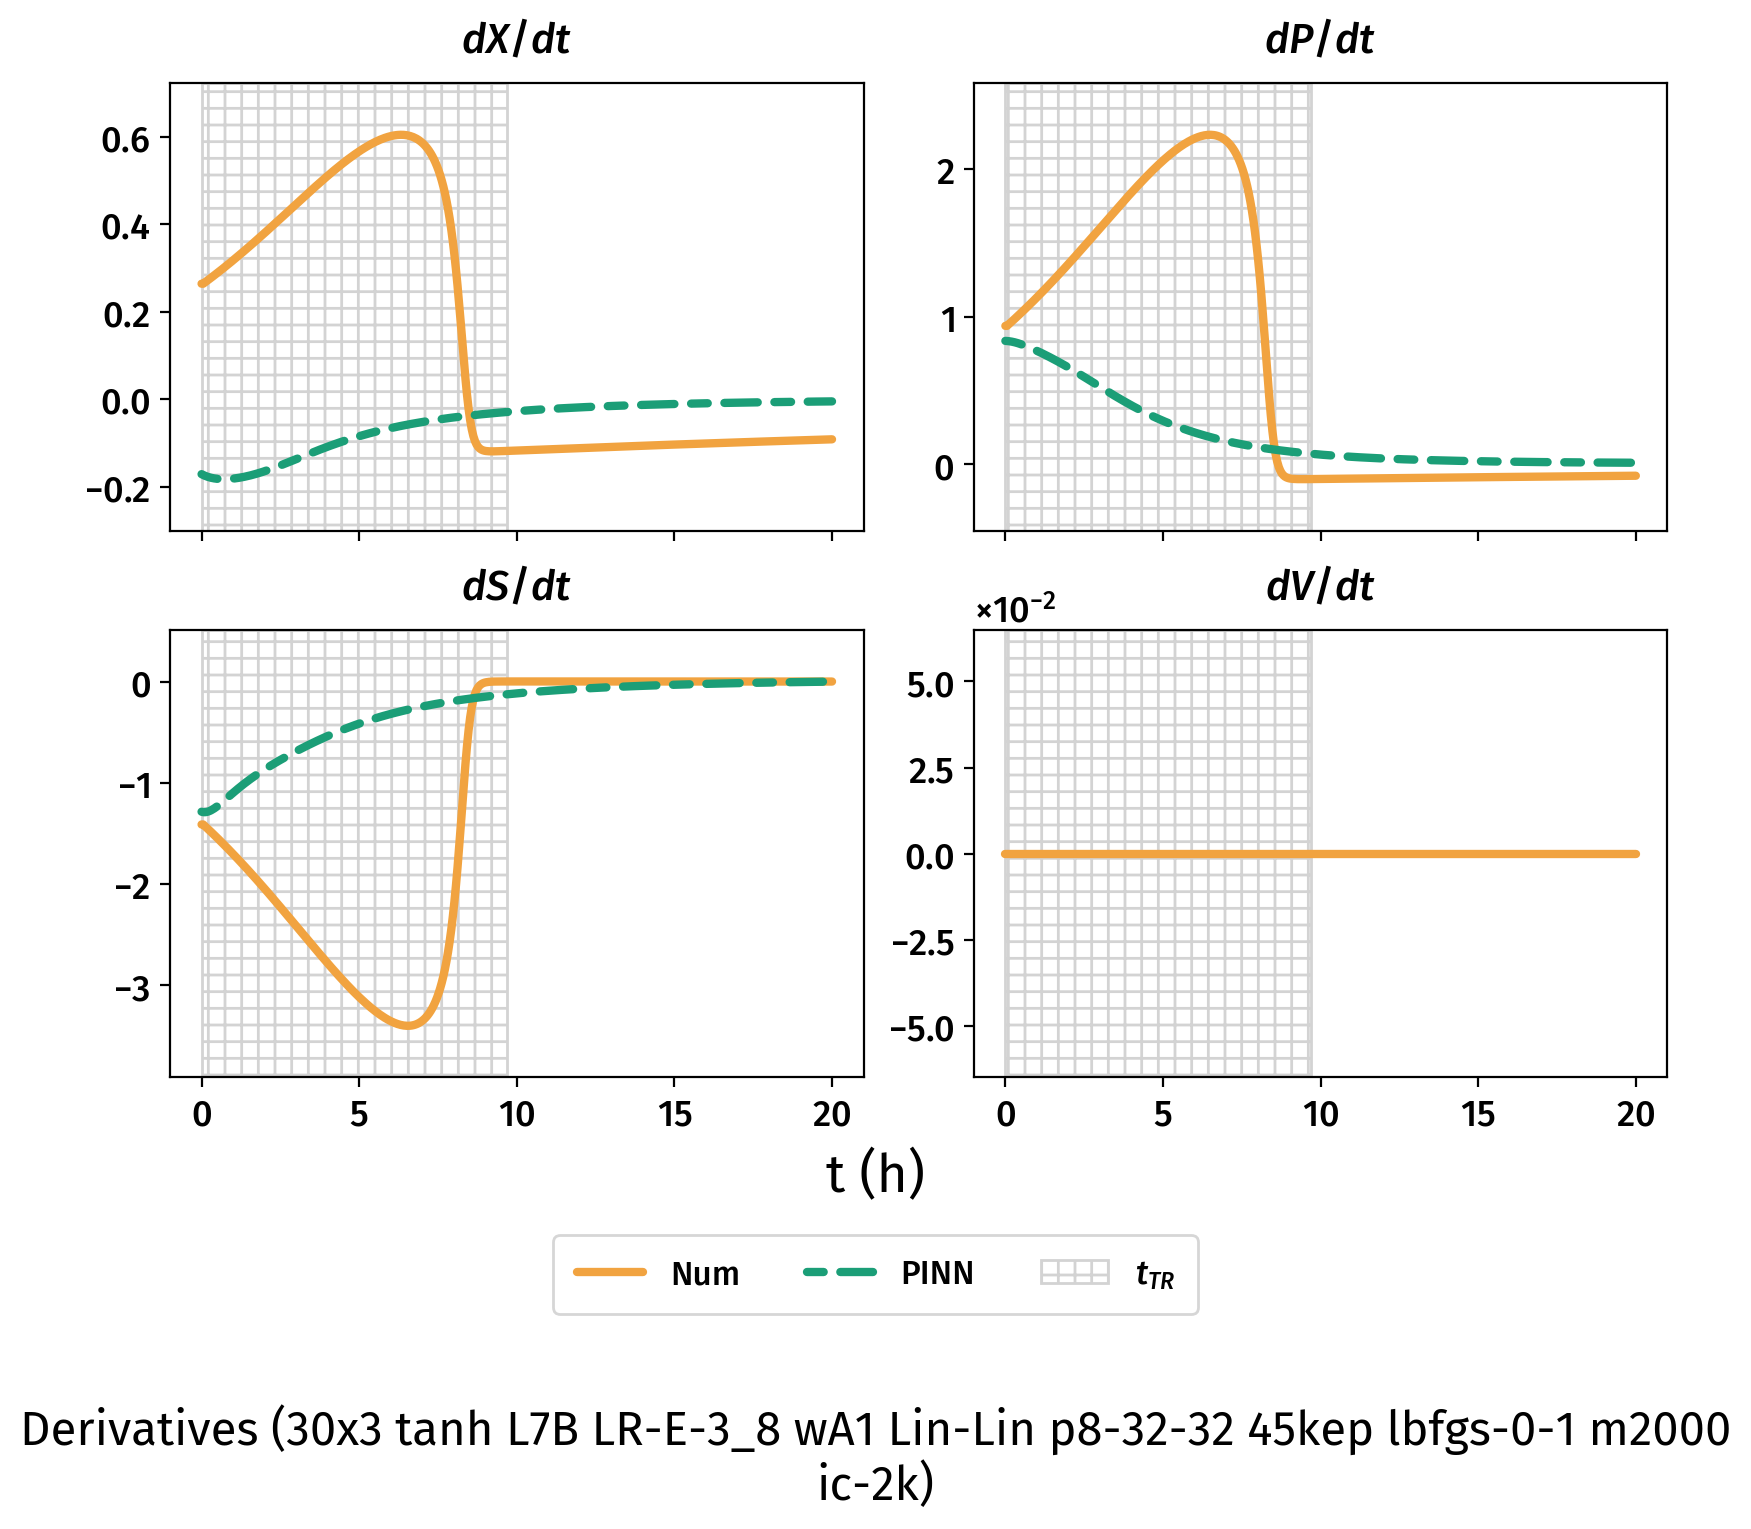 dX/dt
dP/dt
0.6
0.4
0.2
0.0
−0.2
2
1
0
dS/dt
dV/dt
×10⁻²
0
−1
−2
−3
5.0
2.5
0.0
−2.5
−5.0
0 5 10 15 20
0 5 10 15 20
t (h)
Num PINN t_TR
Derivatives (30x3 tanh L7B LR-E-3_8 wA1 Lin-Lin p8-32-32 45kep lbfgs-0-1 m2000
ic-2k)